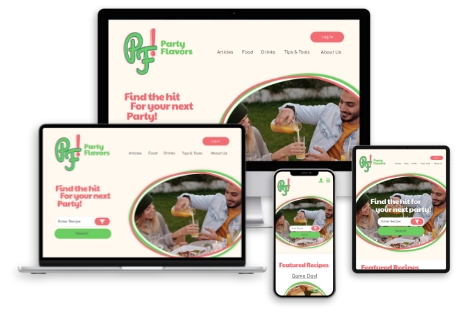 PF!
Party
Flavors
Log In
Articles Food Drinks Tips & Tools About Us
Find the hit
For your next
Party!
PF!
Party
Flavors
Log In
Articles Food Drinks Tips & Tools About Us
Find the hit
For your next
Party!
Enter Recipe
Search
PF!
Featured Recipes
Game Day!
PF!
Party
Flavors
Find the hit for
your next party!
Enter Recipe
Featured Recipes